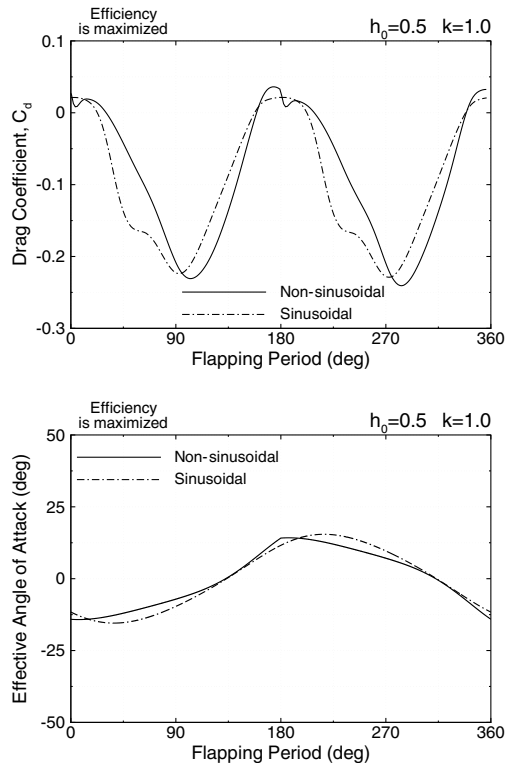 Efficiency
is maximized
h0=0.5 k=1.0
0.1
0
-0.1
-0.2
-0.3
Drag Coefficient, Cd
Non-sinusoidal
Sinusoidal
0 90 180 270 360
Flapping Period (deg)
Efficiency
is maximized
h0=0.5 k=1.0
50
25
0
-25
-50
Effective Angle of Attack (deg)
Non-sinusoidal
Sinusoidal
0 90 180 270 360
Flapping Period (deg)